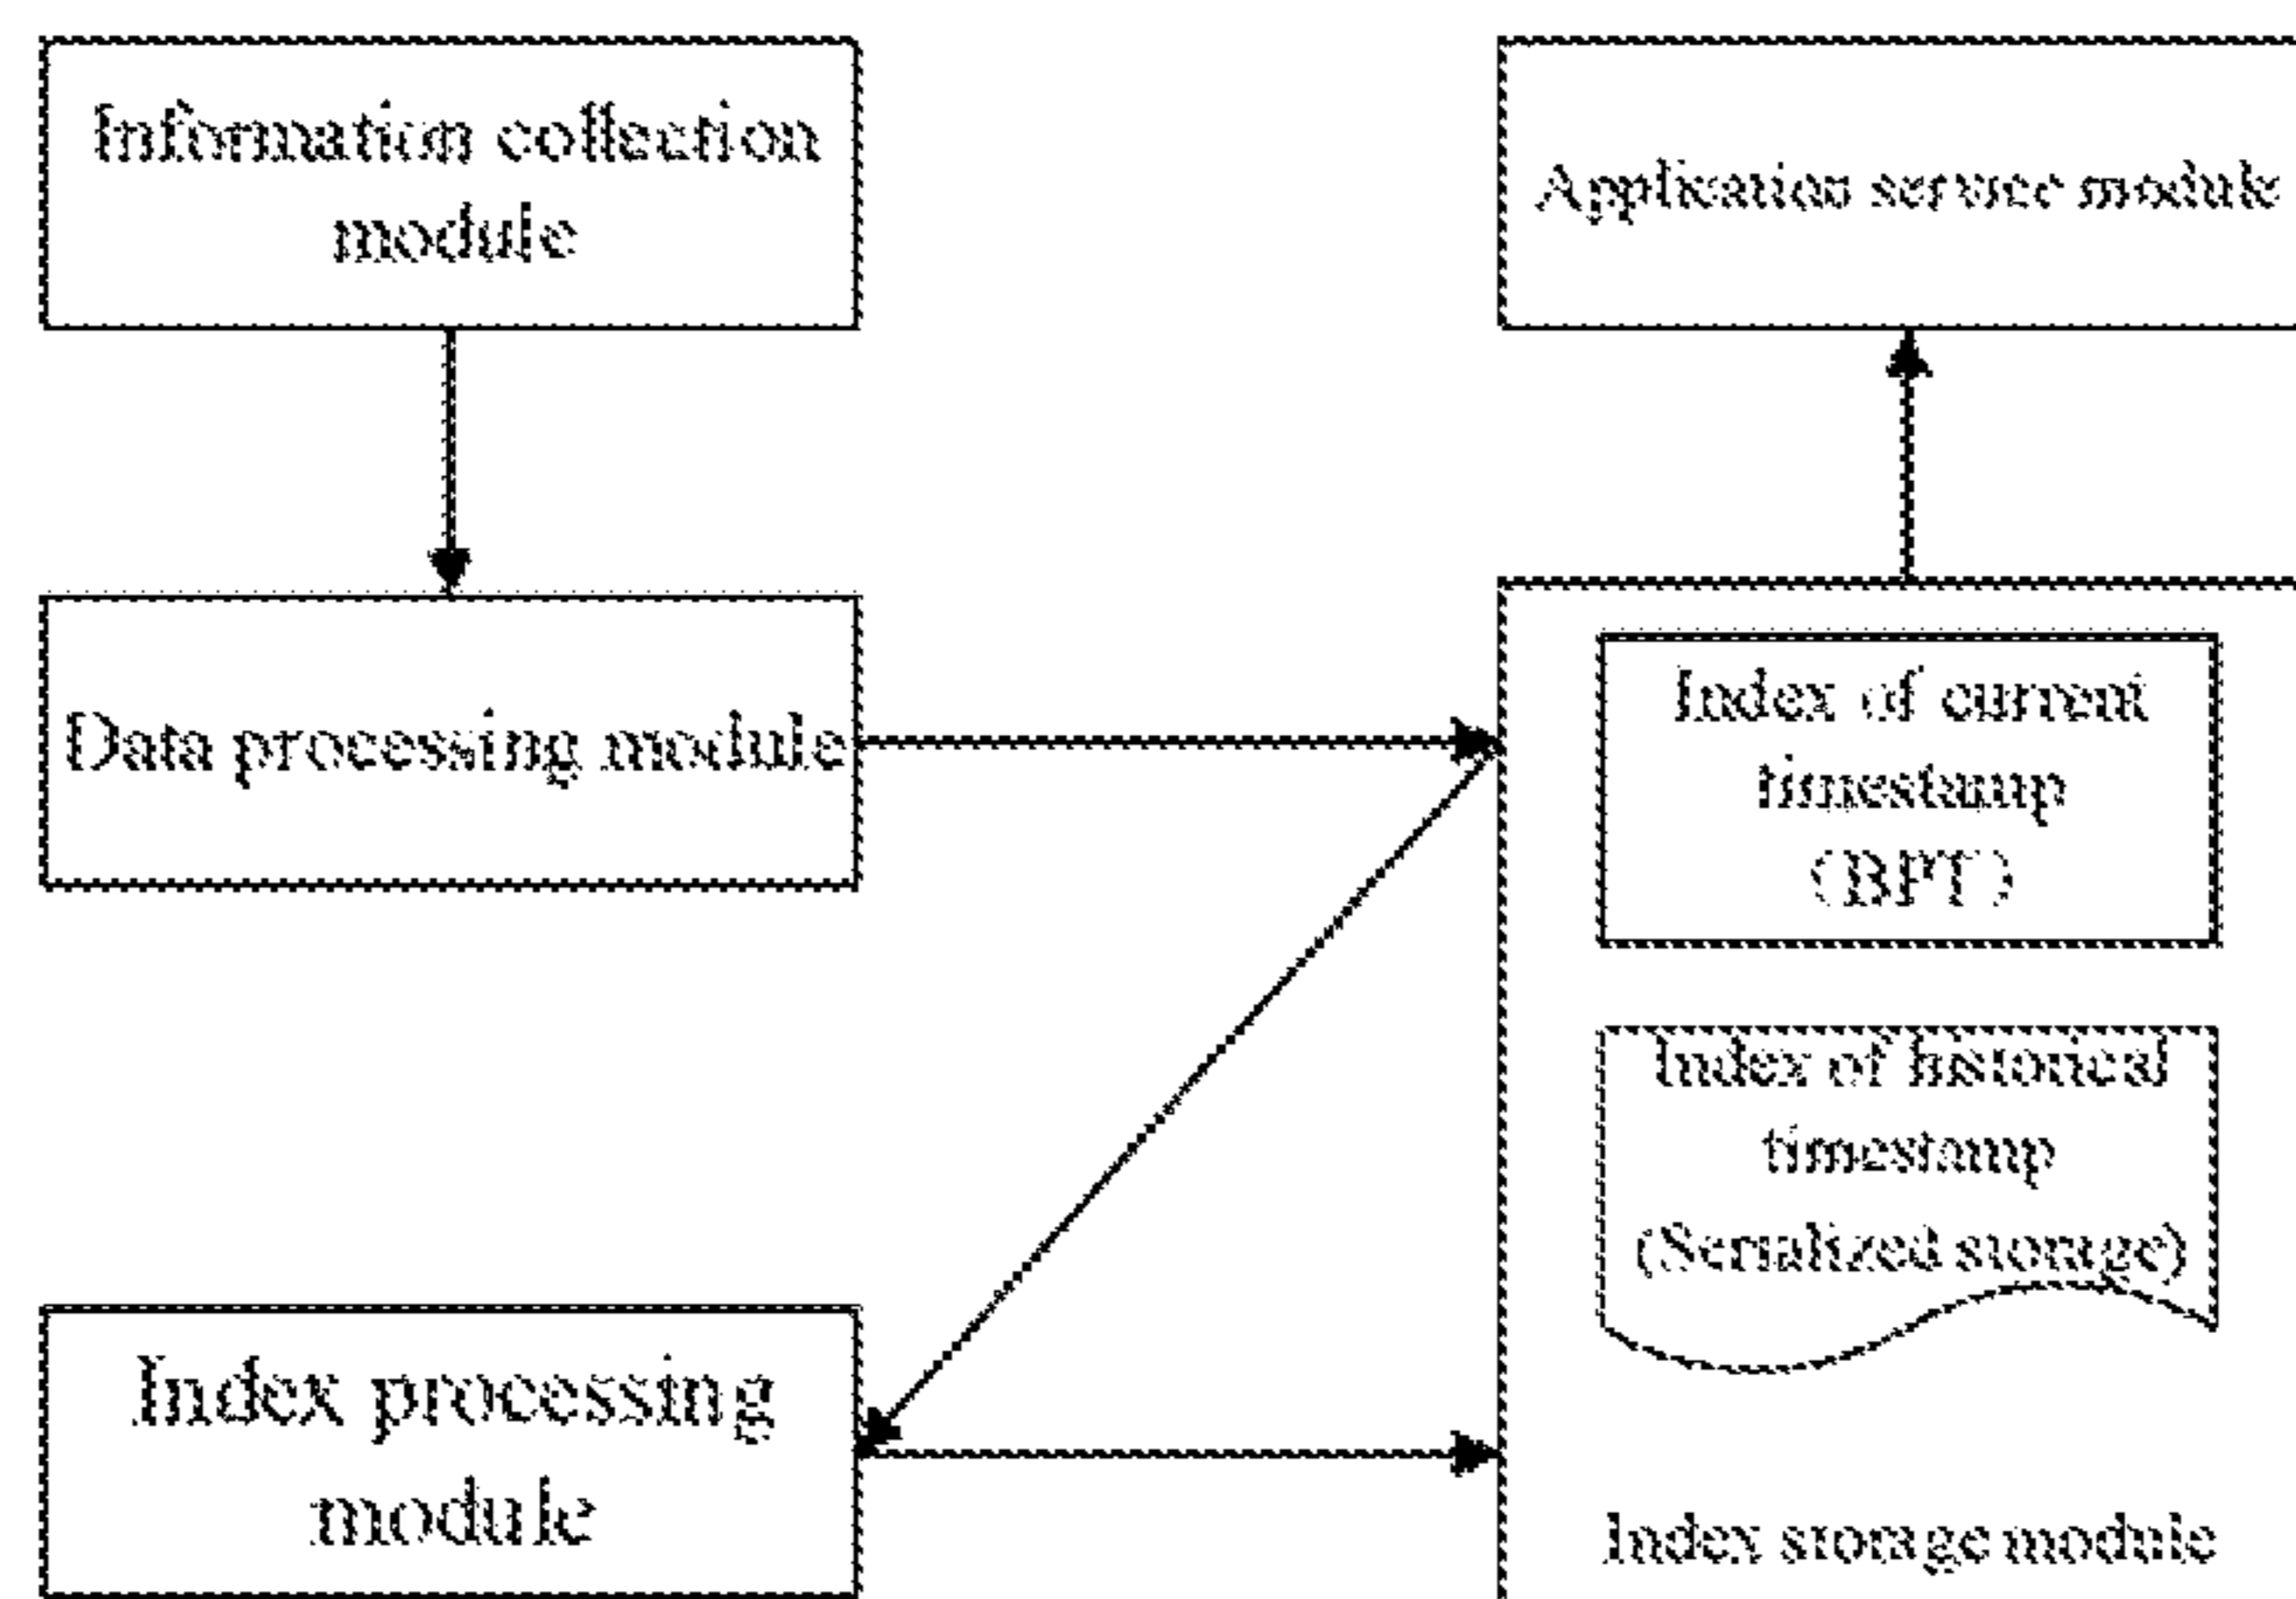 Information collection
module
Application service module
Data processing module
Index of current
timestamp
(BPT)
Index of historical
timestamp
(Serialized storage)
Index processing
module
Index storage module